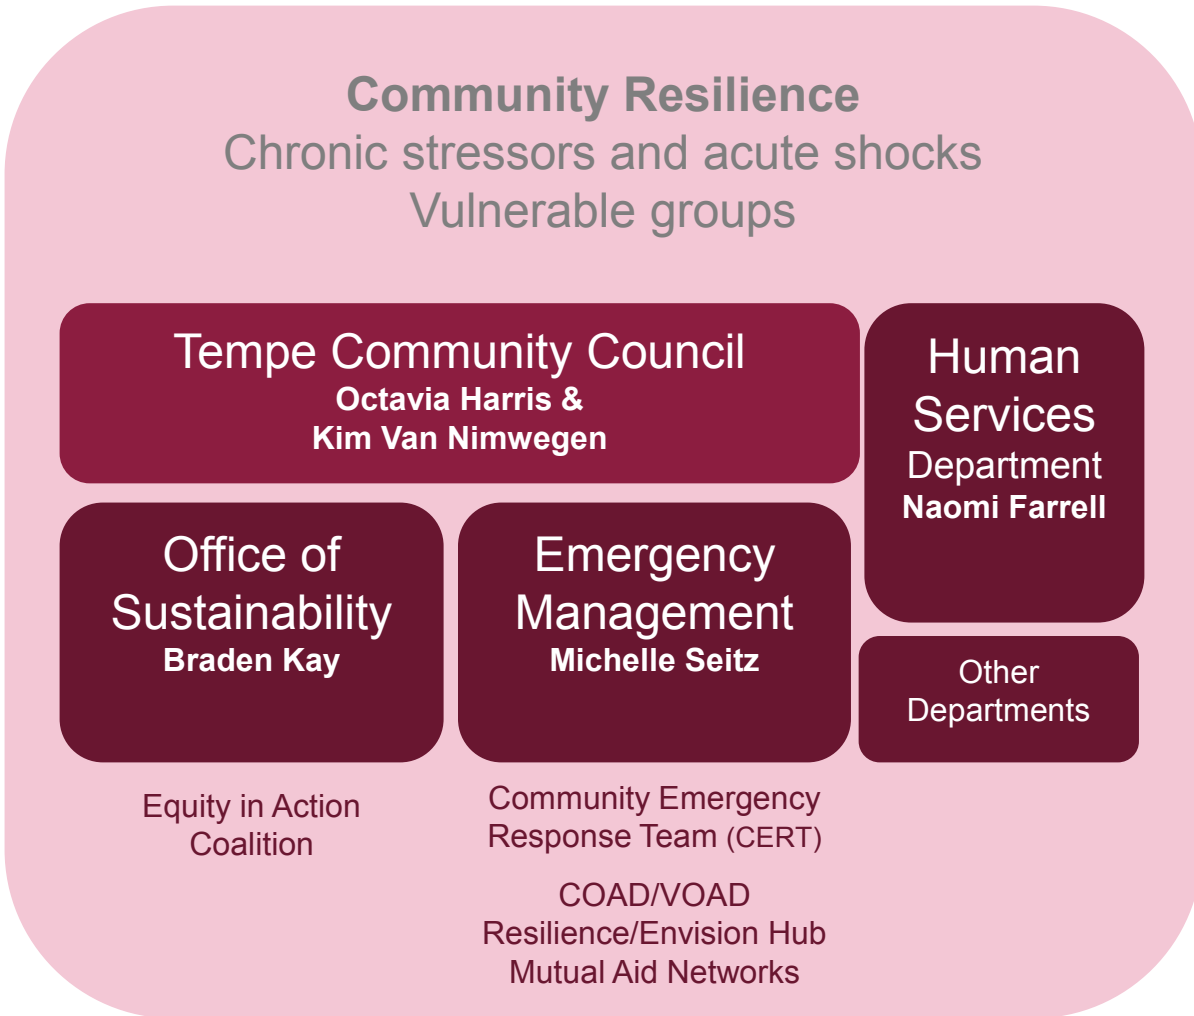 Community Resilience
Chronic stressors and acute shocks
Vulnerable groups
Tempe Community Council
Octavia Harris &
Kim Van Nimwegen
Human
Services
Department
Naomi Farrell
Office of
Sustainability
Braden Kay
Emergency
Management
Michelle Seitz
Other
Departments
Equity in Action
Coalition
Community Emergency
Response Team (CERT)
COAD/VOAD
Resilience/Envision Hub
Mutual Aid Networks